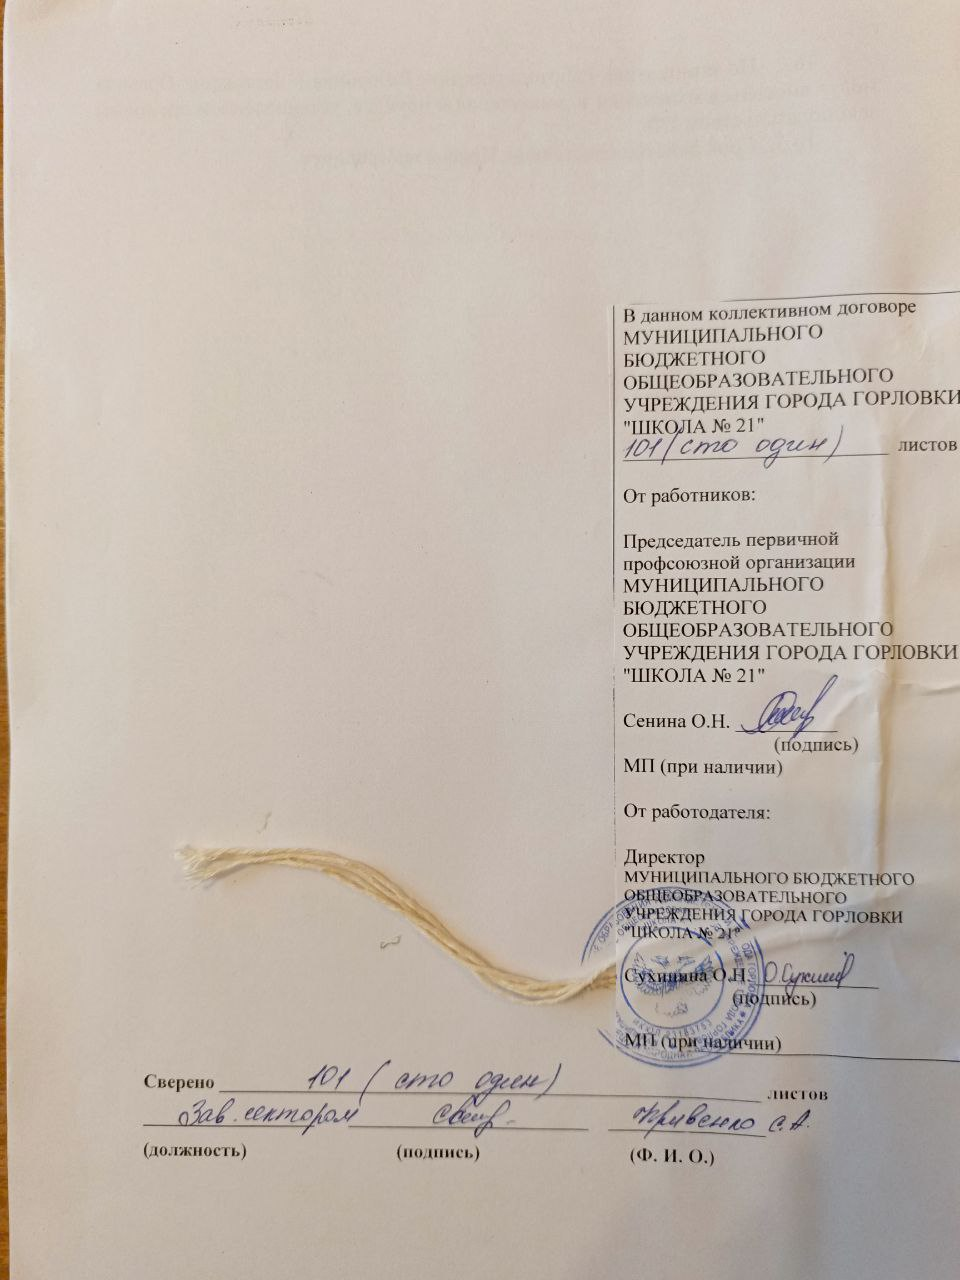 В данном коллективном договоре
МУНИЦИПАЛЬНОГО
БЮДЖЕТНОГО
ОБЩЕОБРАЗОВАТЕЛЬНОГО
УЧРЕЖДЕНИЯ ГОРОДА ГОРЛОВКИ
"ШКОЛА № 21"
101 (сто один) листов
От работников:
Председатель первичной
профсоюзной организации
МУНИЦИПАЛЬНОГО
БЮДЖЕТНОГО
ОБЩЕОБРАЗОВАТЕЛЬНОГО
УЧРЕЖДЕНИЯ ГОРОДА ГОРЛОВКИ
"ШКОЛА № 21"
Сенина О.Н.
(подпись)
МП (при наличии)
От работодателя:
Директор
МУНИЦИПАЛЬНОГО БЮДЖЕТНОГО
ОБЩЕОБРАЗОВАТЕЛЬНОГО
УЧРЕЖДЕНИЯ ГОРОДА ГОРЛОВКИ
"ШКОЛА № 21"
Сухинина О.Н.
(подпись)
МП (при наличии)
Сверено 101 (сто один) листов
Зав. сектором Кривенко С.А.
(должность) (подпись) (Ф. И. О.)